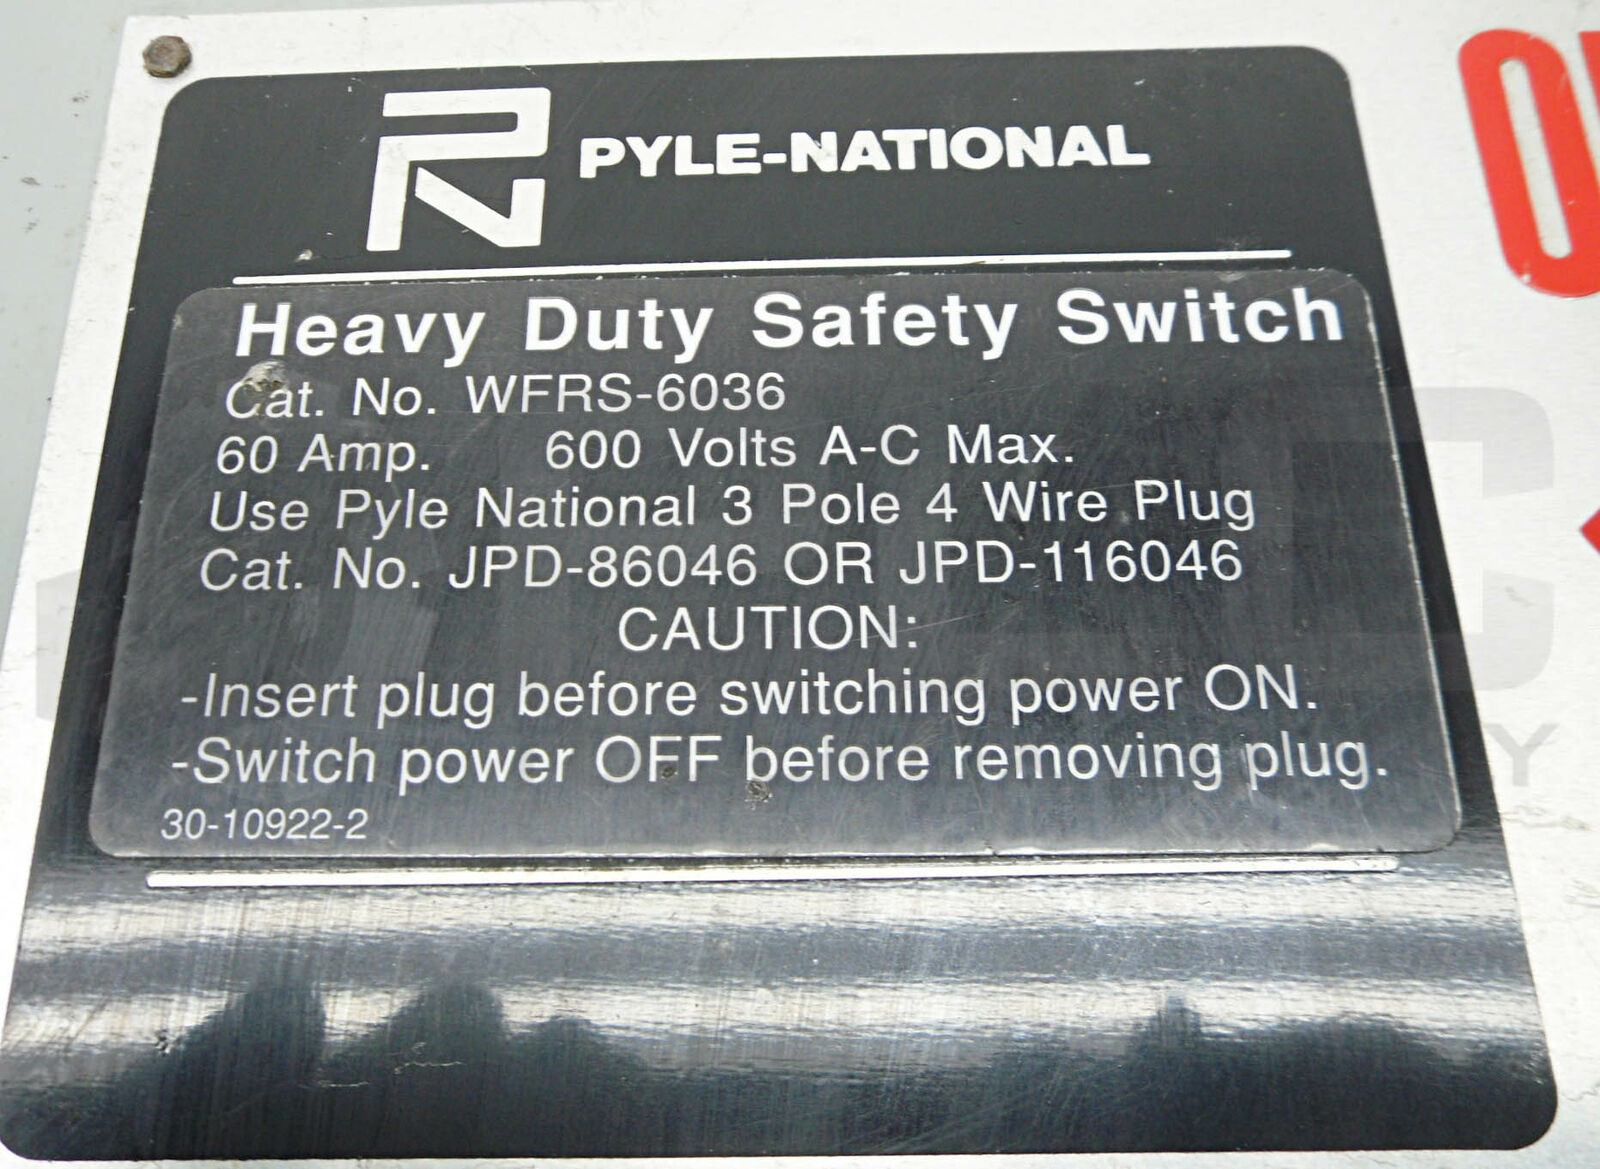 PYLE-NATIONAL
Heavy Duty Safety Switch
Cat. No. WFRS-6036
60 Amp. 600 Volts A-C Max.
Use Pyle National 3 Pole 4 Wire Plug
Cat. No. JPD-86046 OR JPD-116046
CAUTION:
-Insert plug before switching power ON.
-Switch power OFF before removing plug.
30-10922-2